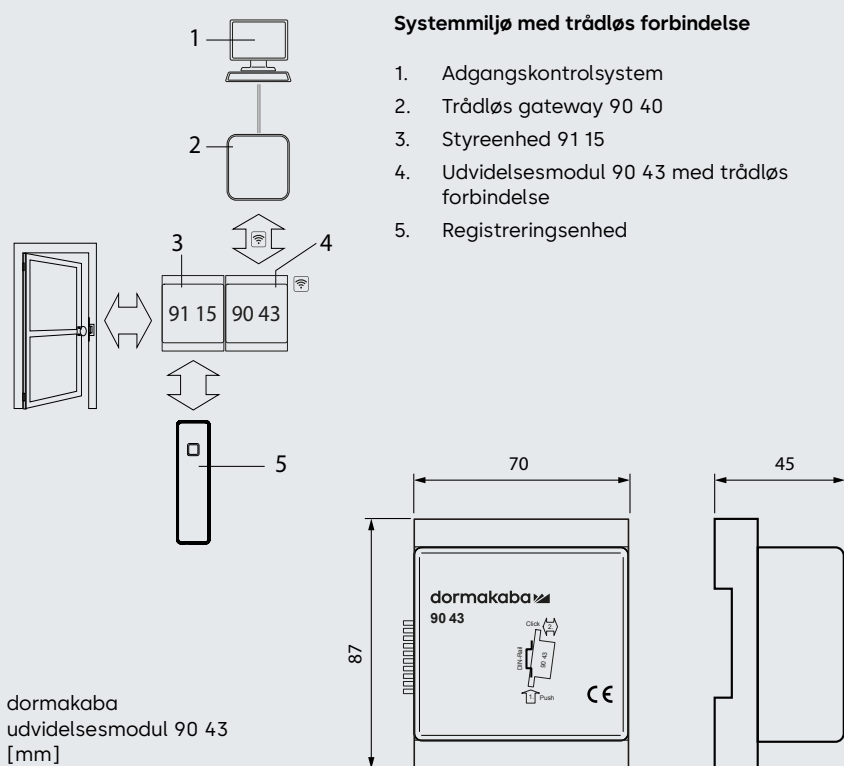 Systemmiljø med trådløs forbindelse
1. Adgangskontrolsystem
2. Trådløs gateway 90 40
3. Styreenhed 91 15
4. Udvidelsesmodul 90 43 med trådløs
forbindelse
5. Registreringsenhed
1
2
3
4
91 15
90 43
5
70
45
87
dormakaba
90 43
Click
2.
DIN-Rail
90 43
1.
Push
CE
dormakaba
udvidelsesmodul 90 43
[mm]